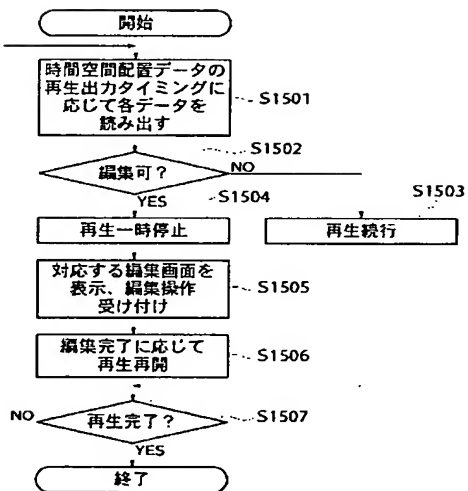 開始
時間空間配置データの
再生出力タイミングに
応じて各データを
読み出す
S1501
S1502
編集可?
NO
YES
S1504
S1503
再生一時停止
再生続行
対応する編集画面を
表示、編集操作
受け付け
S1505
編集完了に応じて
再生再開
S1506
NO
再生完了?
S1507
YES
終了